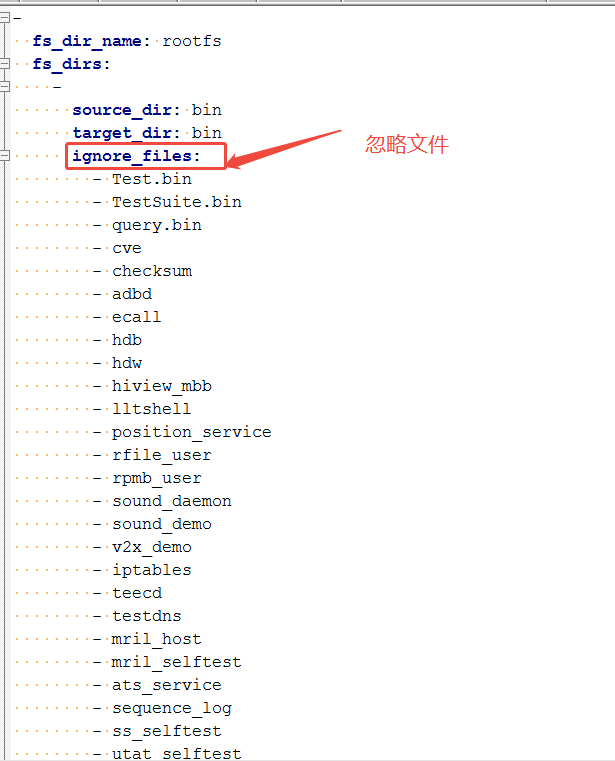 -
fs_dir_name: rootfs
fs_dirs:
-
source_dir: bin
target_dir: bin
ignore_files:
忽略文件
- Test.bin
- TestSuite.bin
- query.bin
- cve
- checksum
- adbd
- ecall
- hdb
- hdw
- hiview_mbb
- lltshell
- position_service
- rfile_user
- rpmb_user
- sound_daemon
- sound_demo
- v2x_demo
- iptables
- teecd
- testdns
- mril_host
- mril_selftest
- ats_service
- sequence_log
- ss_selftest
- utat_selftest